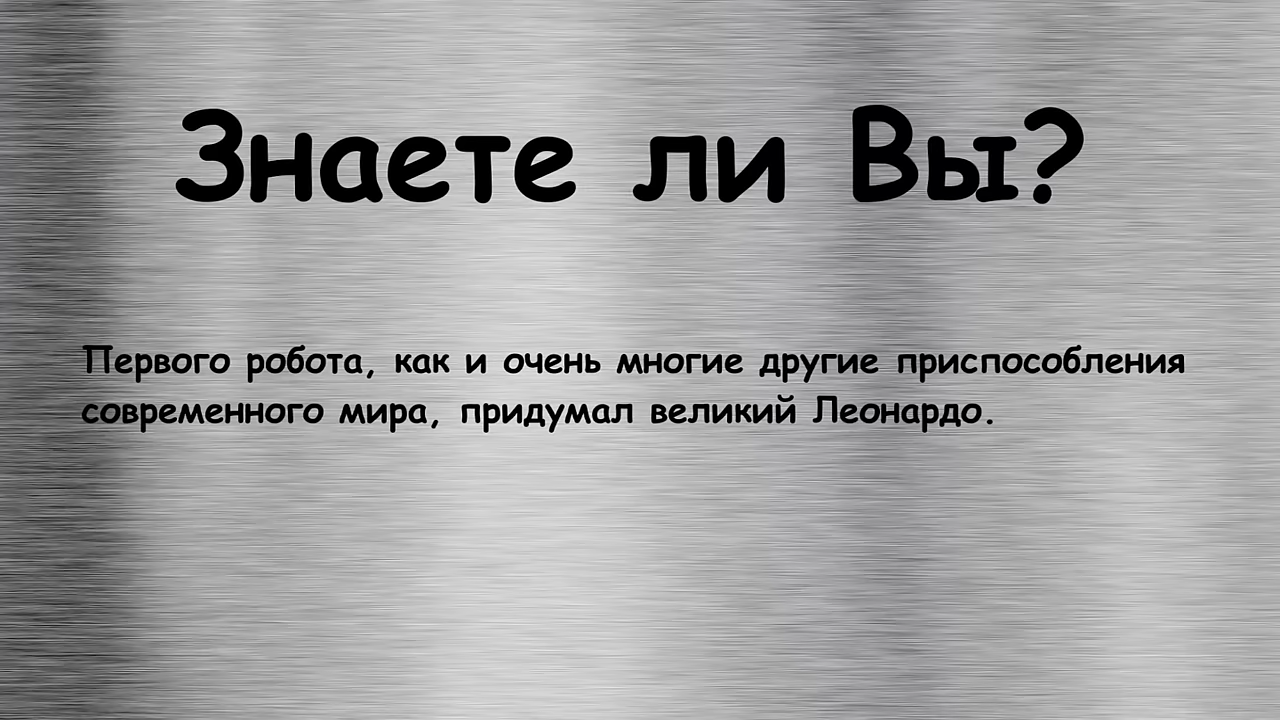 Знаете ли Вы?
Первого робота, как и очень многие другие приспособления
современного мира, придумал великий Леонардо.